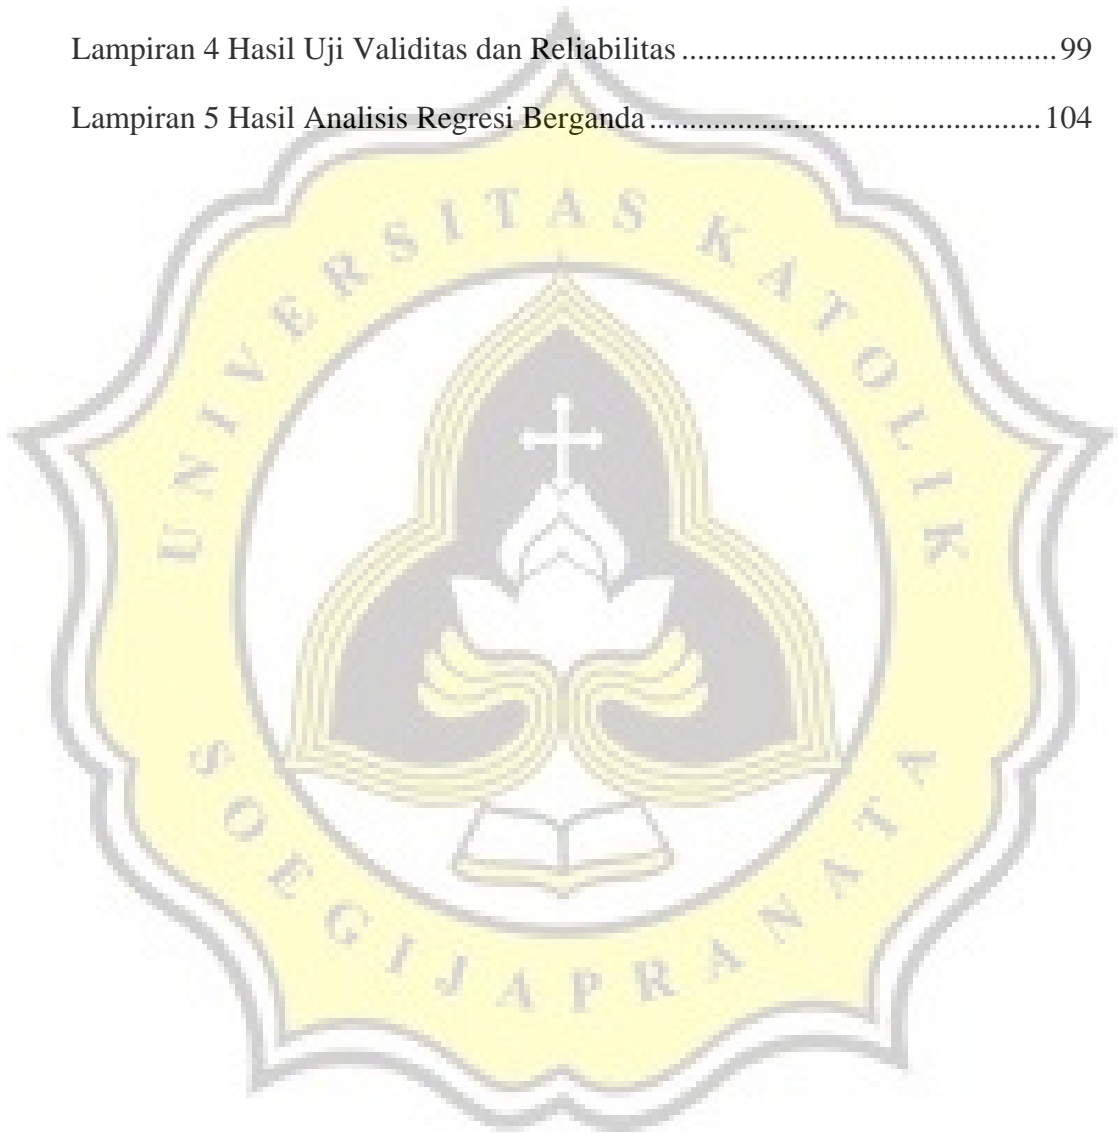 Lampiran 4 Hasil Uji Validitas dan Reliabilitas ................................................ 99
Lampiran 5 Hasil Analisis Regresi Berganda .................................................. 104
UNIVERSITAS KATOLIK
SOEGIJAPRANATA